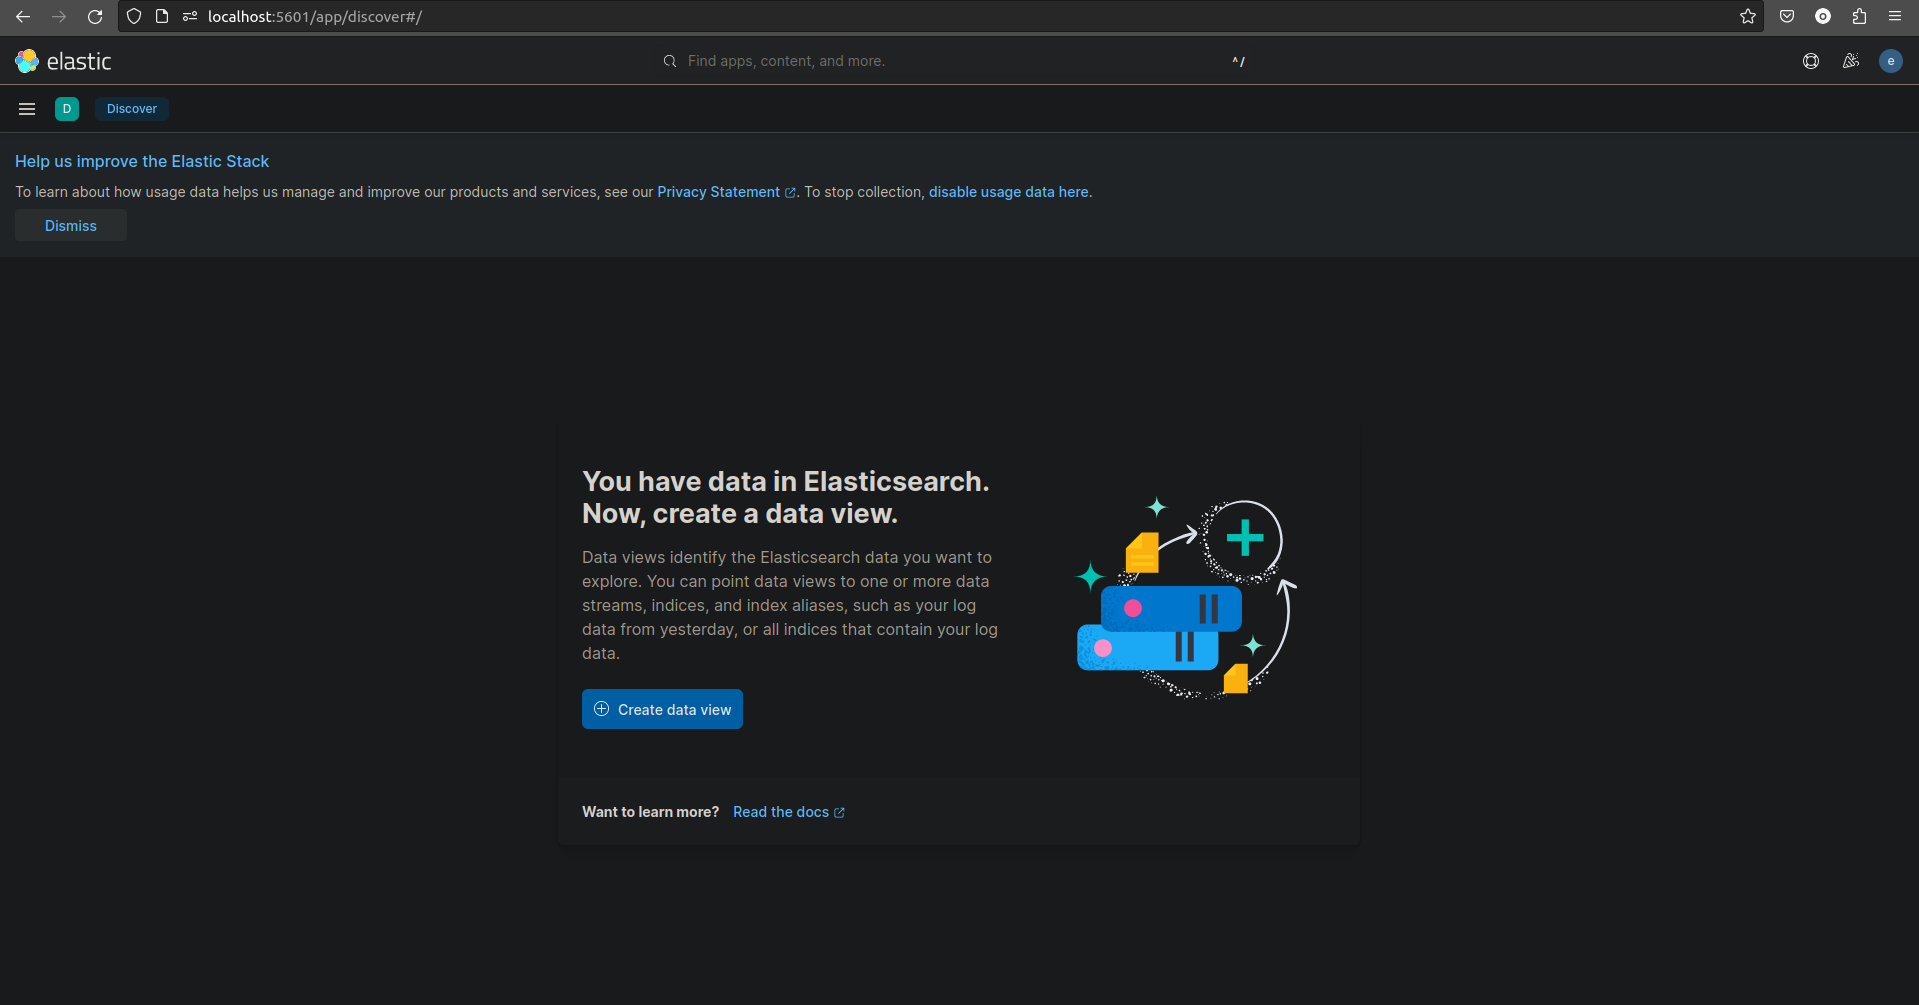 localhost:5601/app/discover#/
elastic
Find apps, content, and more.
^/
e
D
Discover
Help us improve the Elastic Stack
To learn about how usage data helps us manage and improve our products and services, see our Privacy Statement. To stop collection, disable usage data here.
Dismiss
You have data in Elasticsearch.
Now, create a data view.
Data views identify the Elasticsearch data you want to
explore. You can point data views to one or more data
streams, indices, and index aliases, such as your log
data from yesterday, or all indices that contain your log
data.
Create data view
Want to learn more? Read the docs